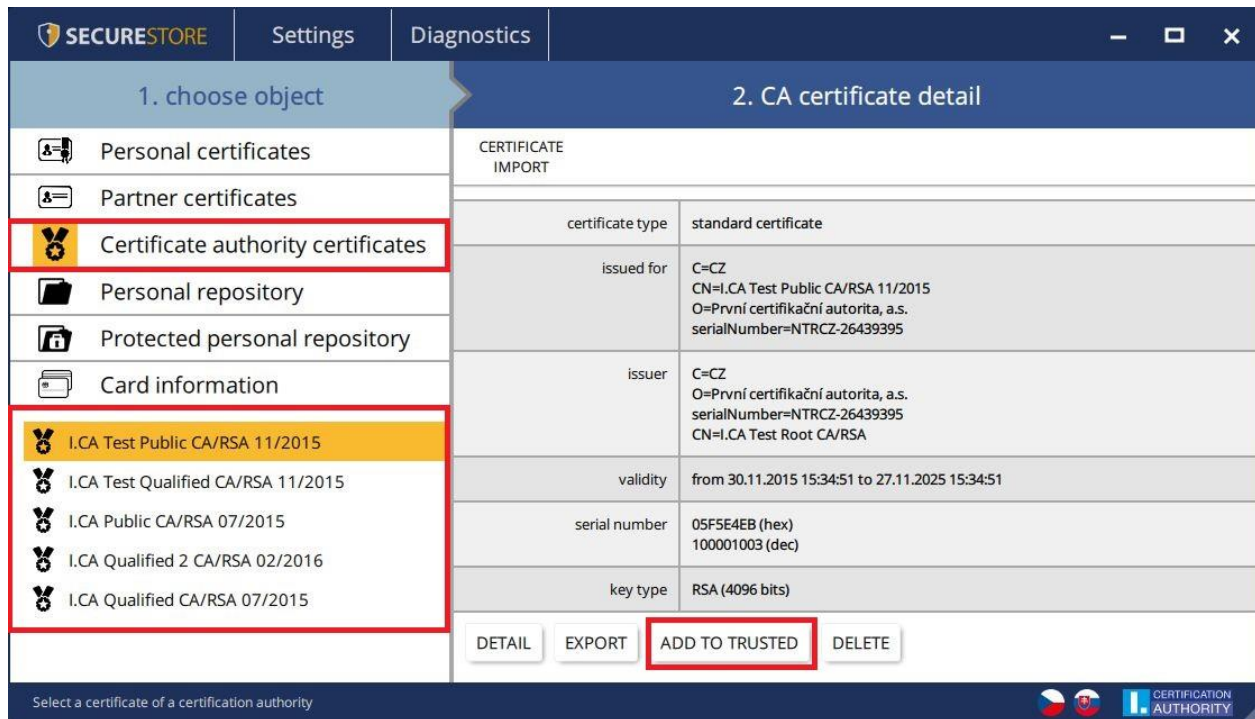 SECURESTORE
Settings
Diagnostics
1. choose object
2. CA certificate detail
Personal certificates
Partner certificates
Certificate authority certificates
Personal repository
Protected personal repository
Card information
I.CA Test Public CA/RSA 11/2015
I.CA Test Qualified CA/RSA 11/2015
I.CA Public CA/RSA 07/2015
I.CA Qualified 2 CA/RSA 02/2016
I.CA Qualified CA/RSA 07/2015
CERTIFICATE
IMPORT
certificate type
standard certificate
issued for
C=CZ
CN=I.CA Test Public CA/RSA 11/2015
O=První certifikační autorita, a.s.
serialNumber=NTRCZ-26439395
issuer
C=CZ
O=První certifikační autorita, a.s.
serialNumber=NTRCZ-26439395
CN=I.CA Test Root CA/RSA
validity
from 30.11.2015 15:34:51 to 27.11.2025 15:34:51
serial number
05F5E4EB (hex)
100001003 (dec)
key type
RSA (4096 bits)
DETAIL
EXPORT
ADD TO TRUSTED
DELETE
Select a certificate of a certification authority
I. CERTIFICATION
AUTHORITY